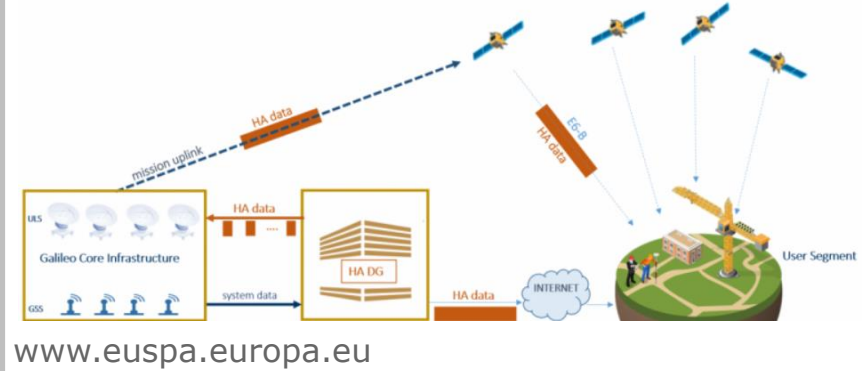 HA data
mission uplink
E6-B
HA data
ULS
HA data
....
Galileo Core Infrastructure
HA DG
User Segment
system data
GSS
HA data
INTERNET
www.euspa.europa.eu